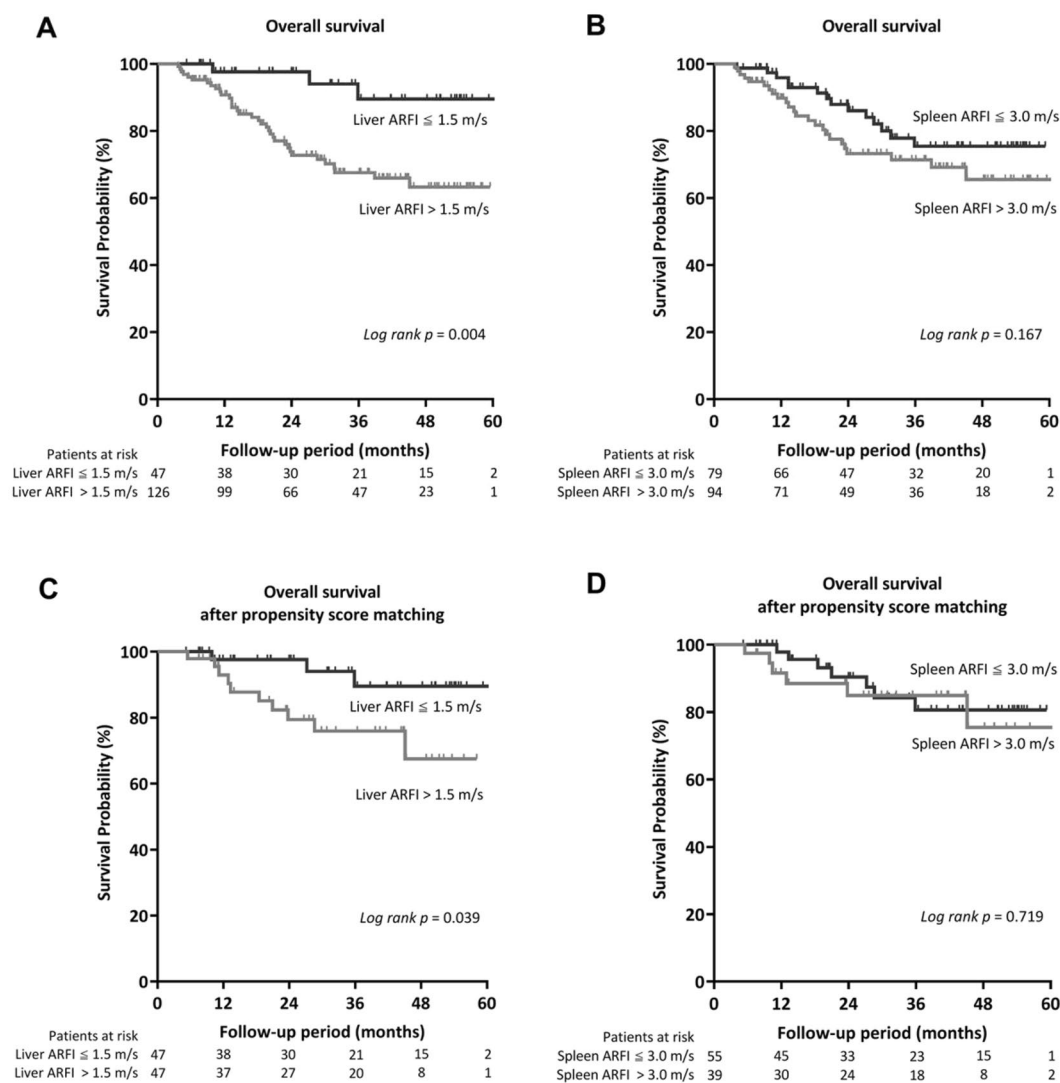 A
Overall survival
Survival Probability (%)
100
80
60
40
20
0
Liver ARFI ≦ 1.5 m/s
Liver ARFI > 1.5 m/s
Log rank p = 0.004
0 12 24 36 48 60
Follow-up period (months)
Patients at risk
Liver ARFI ≦ 1.5 m/s 47 38 30 21 15 2
Liver ARFI > 1.5 m/s 126 99 66 47 23 1
B
Overall survival
Survival Probability (%)
100
80
60
40
20
0
Spleen ARFI ≦ 3.0 m/s
Spleen ARFI > 3.0 m/s
Log rank p = 0.167
0 12 24 36 48 60
Follow-up period (months)
Patients at risk
Spleen ARFI ≦ 3.0 m/s 79 66 47 32 20 1
Spleen ARFI > 3.0 m/s 94 71 49 36 18 2
C
Overall survival
after propensity score matching
Survival Probability (%)
100
80
60
40
20
0
Liver ARFI ≦ 1.5 m/s
Liver ARFI > 1.5 m/s
Log rank p = 0.039
0 12 24 36 48 60
Follow-up period (months)
Patients at risk
Liver ARFI ≦ 1.5 m/s 47 38 30 21 15 2
Liver ARFI > 1.5 m/s 47 37 27 20 8 1
D
Overall survival
after propensity score matching
Survival Probability (%)
100
80
60
40
20
0
Spleen ARFI ≦ 3.0 m/s
Spleen ARFI > 3.0 m/s
Log rank p = 0.719
0 12 24 36 48 60
Follow-up period (months)
Patients at risk
Spleen ARFI ≦ 3.0 m/s 55 45 33 23 15 1
Spleen ARFI > 3.0 m/s 39 30 24 18 8 2